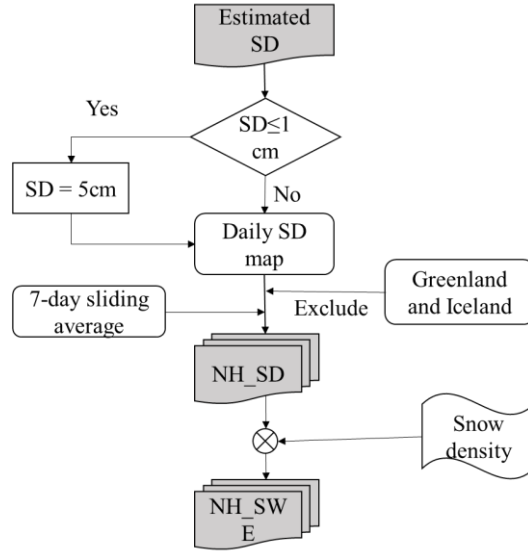 Estimated
SD
Yes
SD≤1
cm
SD = 5cm
No
Daily SD
map
Greenland
and Iceland
Exclude
7-day sliding
average
NH_SD
Snow
density
NH_SW
E